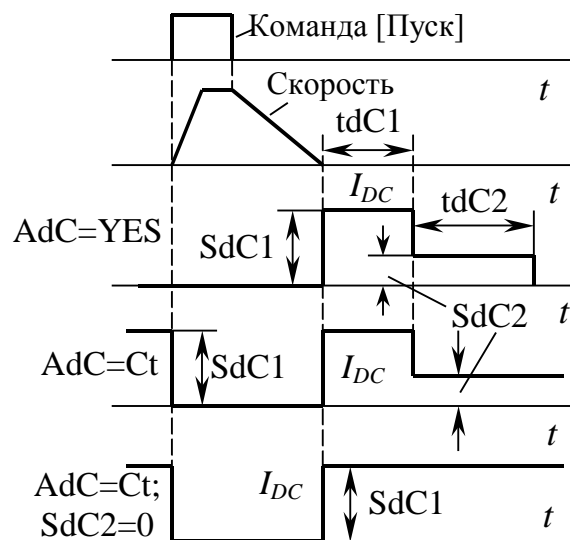 Команда [Пуск]
t
Скорость
tdC1
t
I_DC
tdC2
AdC=YES
SdC1
SdC2
t
AdC=Ct
SdC1
I_DC
t
AdC=Ct;
SdC2=0
I_DC
SdC1
t